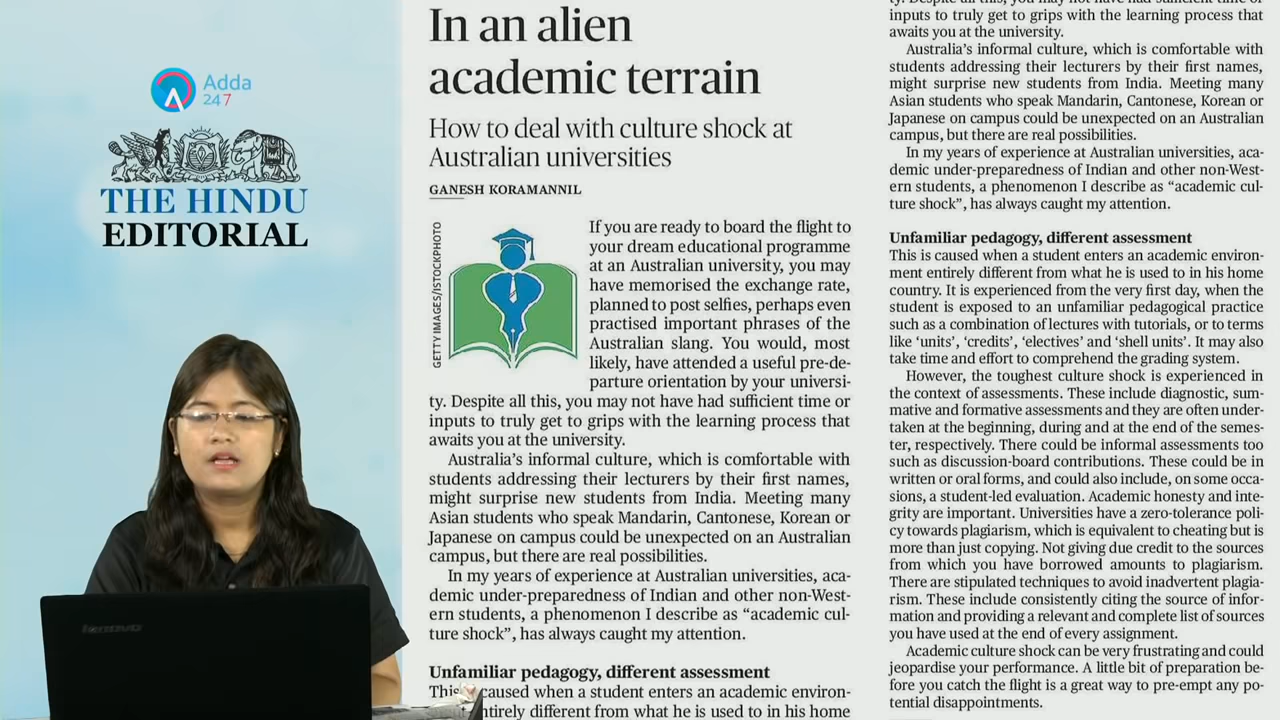 Adda
247
THE HINDU
EDITORIAL
lenovo
In an alien
academic terrain
How to deal with culture shock at
Australian universities
GANESH KORAMANNIL
GETTY IMAGES/ISTOCKPHOTO
If you are ready to board the flight to
your dream educational programme
at an Australian university, you may
have memorised the exchange rate,
planned to post selfies, perhaps even
practised important phrases of the
Australian slang. You would, most
likely, have attended a useful pre-de-
parture orientation by your universi-
ty. Despite all this, you may not have had sufficient time or
inputs to truly get to grips with the learning process that
awaits you at the university.
Australia's informal culture, which is comfortable with
students addressing their lecturers by their first names,
might surprise new students from India. Meeting many
Asian students who speak Mandarin, Cantonese, Korean or
Japanese on campus could be unexpected on an Australian
campus, but there are real possibilities.
In my years of experience at Australian universities, aca-
demic under-preparedness of Indian and other non-West-
ern students, a phenomenon I describe as “academic cul-
ture shock”, has always caught my attention.
Unfamiliar pedagogy, different assessment
This caused when a student enters an academic environ-
ntirely different from what he is used to in his home
ty. Despite all this, you may not have had sufficient time or
inputs to truly get to grips with the learning process that
awaits you at the university.
Australia's informal culture, which is comfortable with
students addressing their lecturers by their first names,
might surprise new students from India. Meeting many
Asian students who speak Mandarin, Cantonese, Korean or
Japanese on campus could be unexpected on an Australian
campus, but there are real possibilities.
In my years of experience at Australian universities, aca-
demic under-preparedness of Indian and other non-West-
ern students, a phenomenon I describe as “academic cul-
ture shock”, has always caught my attention.
Unfamiliar pedagogy, different assessment
This is caused when a student enters an academic environ-
ment entirely different from what he is used to in his home
country. It is experienced from the very first day, when the
student is exposed to an unfamiliar pedagogical practice
such as a combination of lectures with tutorials, or to terms
like ‘units’, ‘credits’, ‘electives’ and ‘shell units’. It may also
take time and effort to comprehend the grading system.
However, the toughest culture shock is experienced in
the context of assessments. These include diagnostic, sum-
mative and formative assessments and they are often under-
taken at the beginning, during and at the end of the semes-
ter, respectively. There could be informal assessments too
such as discussion-board contributions. These could be in
written or oral forms, and could also include, on some occa-
sions, a student-led evaluation. Academic honesty and inte-
grity are important. Universities have a zero-tolerance poli-
cy towards plagiarism, which is equivalent to cheating but is
more than just copying. Not giving due credit to the sources
from which you have borrowed amounts to plagiarism.
There are stipulated techniques to avoid inadvertent plagia-
rism. These include consistently citing the source of infor-
mation and providing a relevant and complete list of sources
you have used at the end of every assignment.
Academic culture shock can be very frustrating and could
jeopardise your performance. A little bit of preparation be-
fore you catch the flight is a great way to pre-empt any po-
tential disappointments.